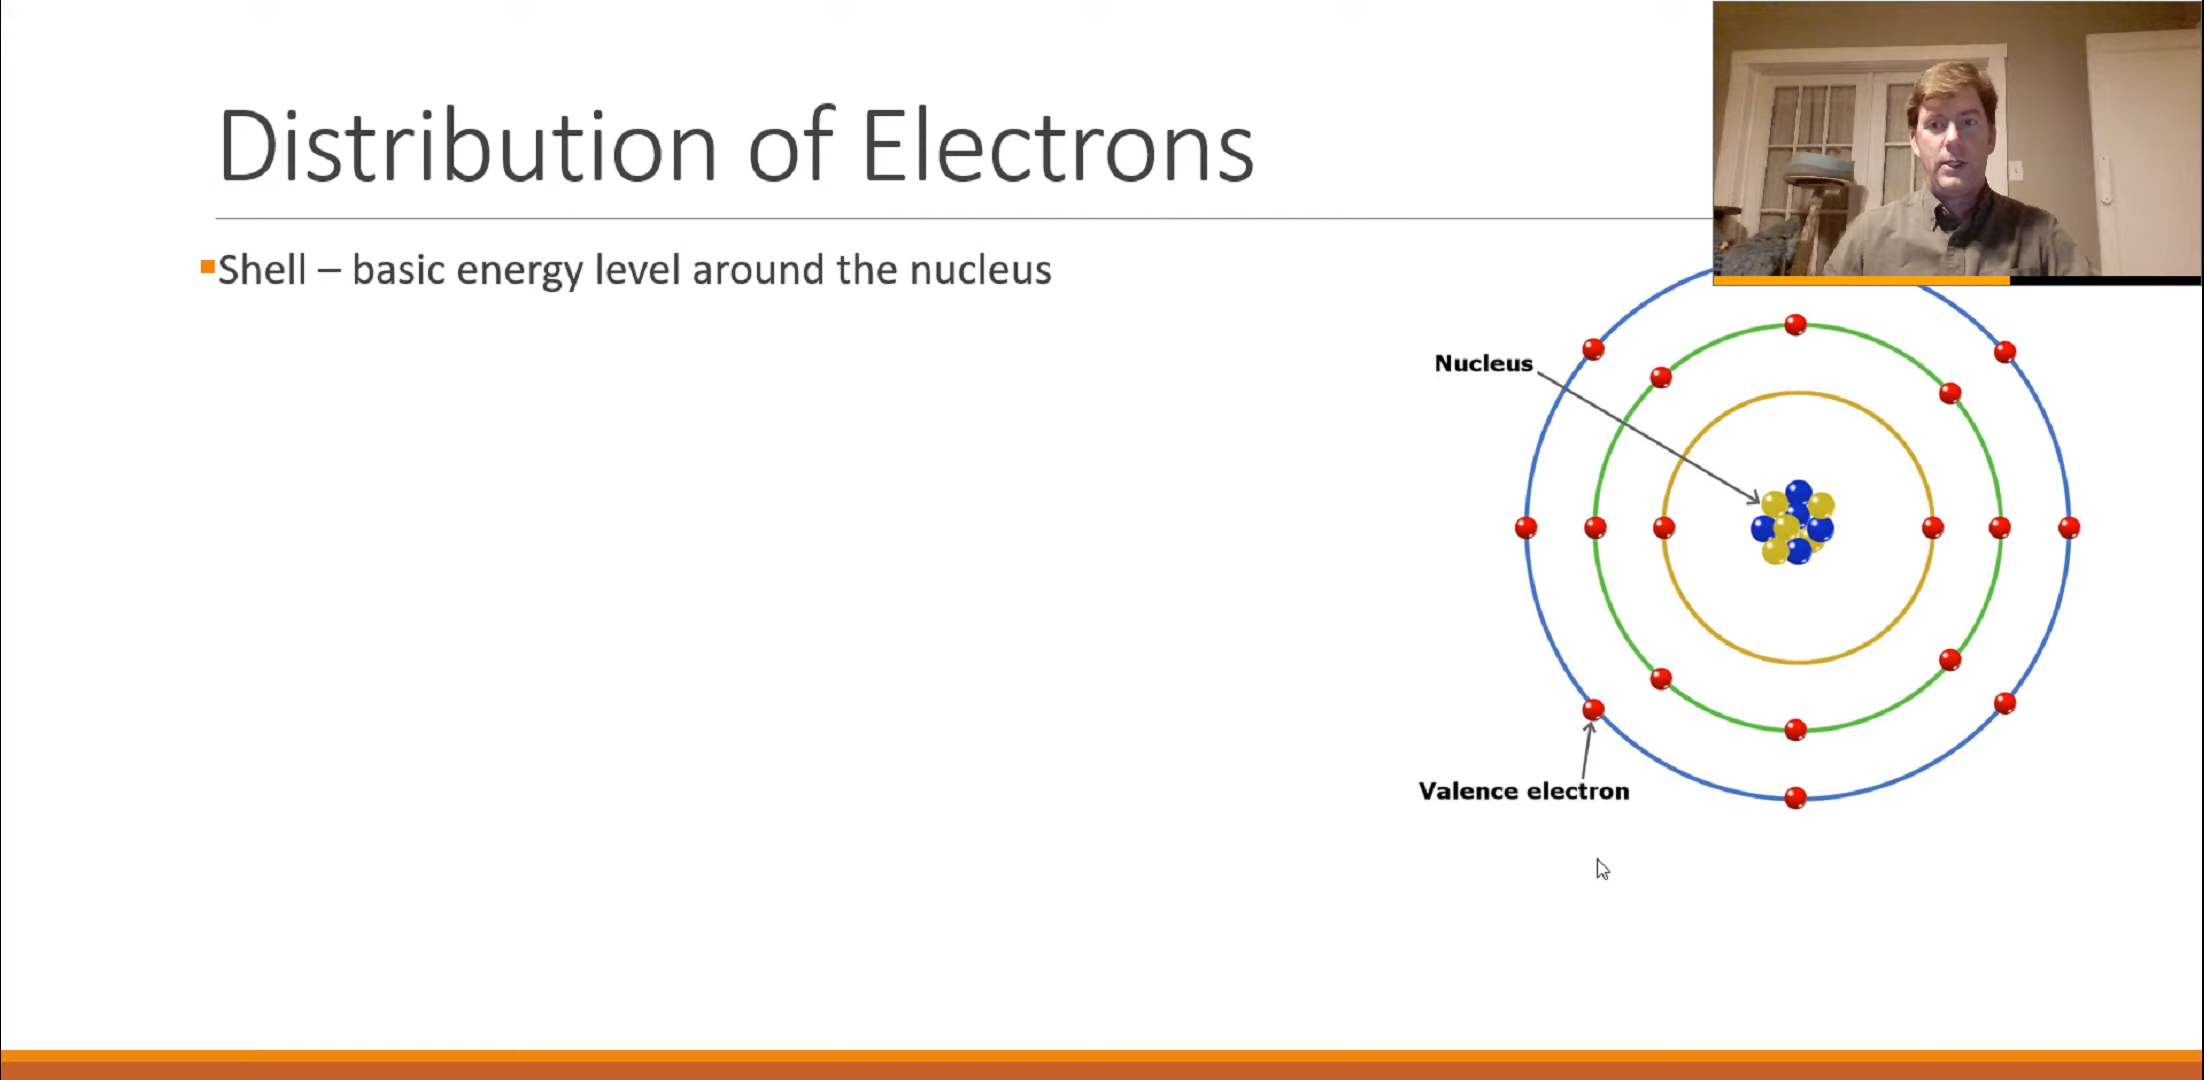 Distribution of Electrons
Shell – basic energy level around the nucleus
Nucleus
Valence electron